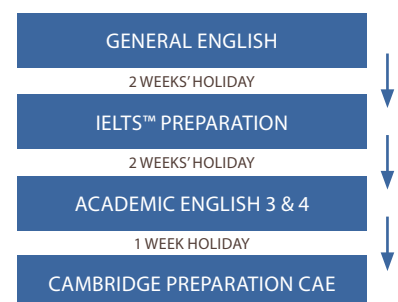 GENERAL ENGLISH
2 WEEKS' HOLIDAY
IELTS™ PREPARATION
2 WEEKS' HOLIDAY
ACADEMIC ENGLISH 3 & 4
1 WEEK HOLIDAY
CAMBRIDGE PREPARATION CAE